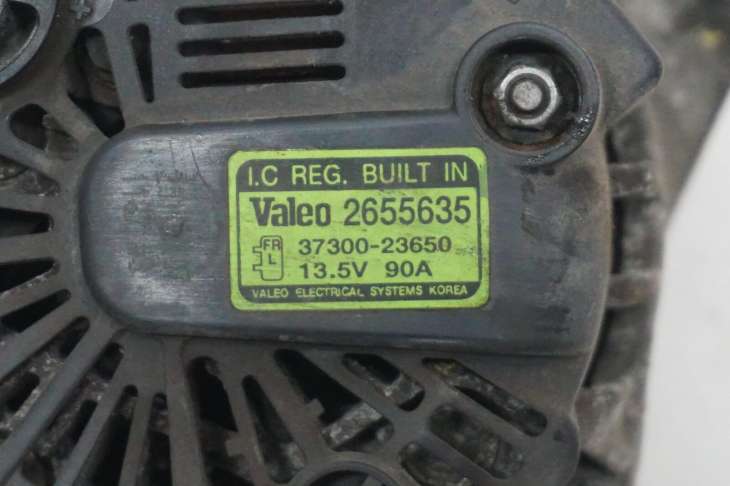 I.C REG. BUILT IN
Valeo 2655635
FR 37300-23650
L 13.5V 90A
VALEO ELECTRICAL SYSTEMS KOREA